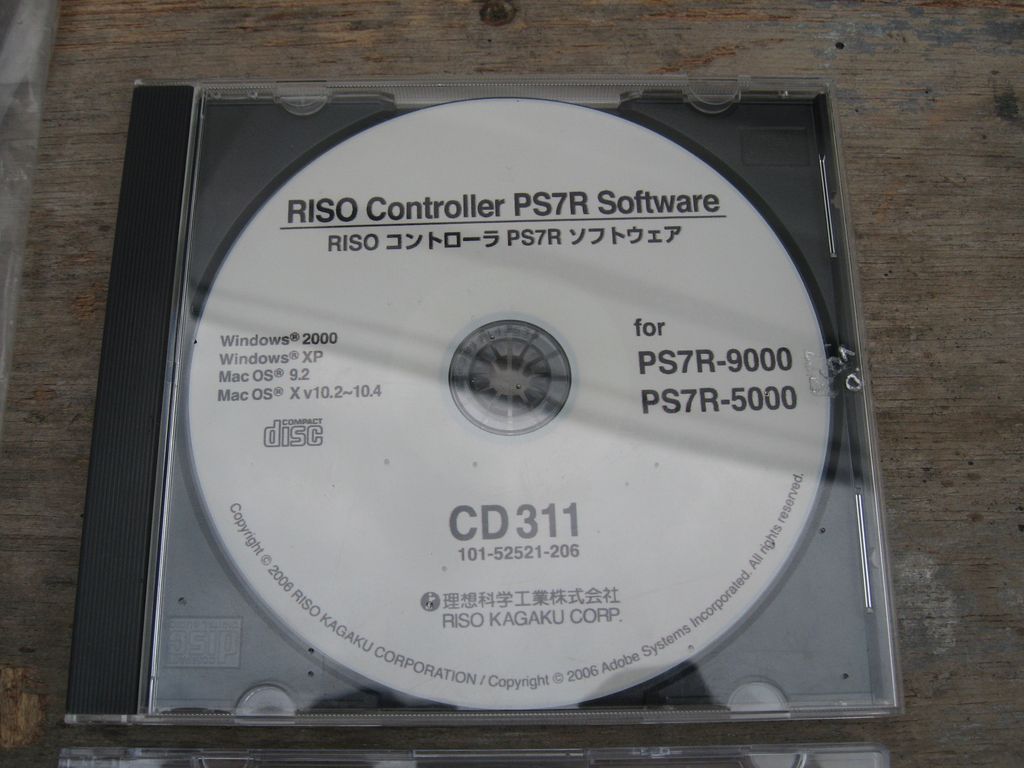 RISO Controller PS7R Software
RISO コントローラ PS7R ソフトウェア
Windows® 2000
Windows® XP
Mac OS® 9.2
Mac OS® X v10.2~10.4
COMPACT
disc
for
PS7R-9000
PS7R-5000
CD 311
101-52521-206
理想科学工業株式会社
RISO KAGAKU CORP.
Copyright © 2006 RISO KAGAKU CORPORATION / Copyright © 2006 Adobe Systems Incorporated. All rights reserved.
disc